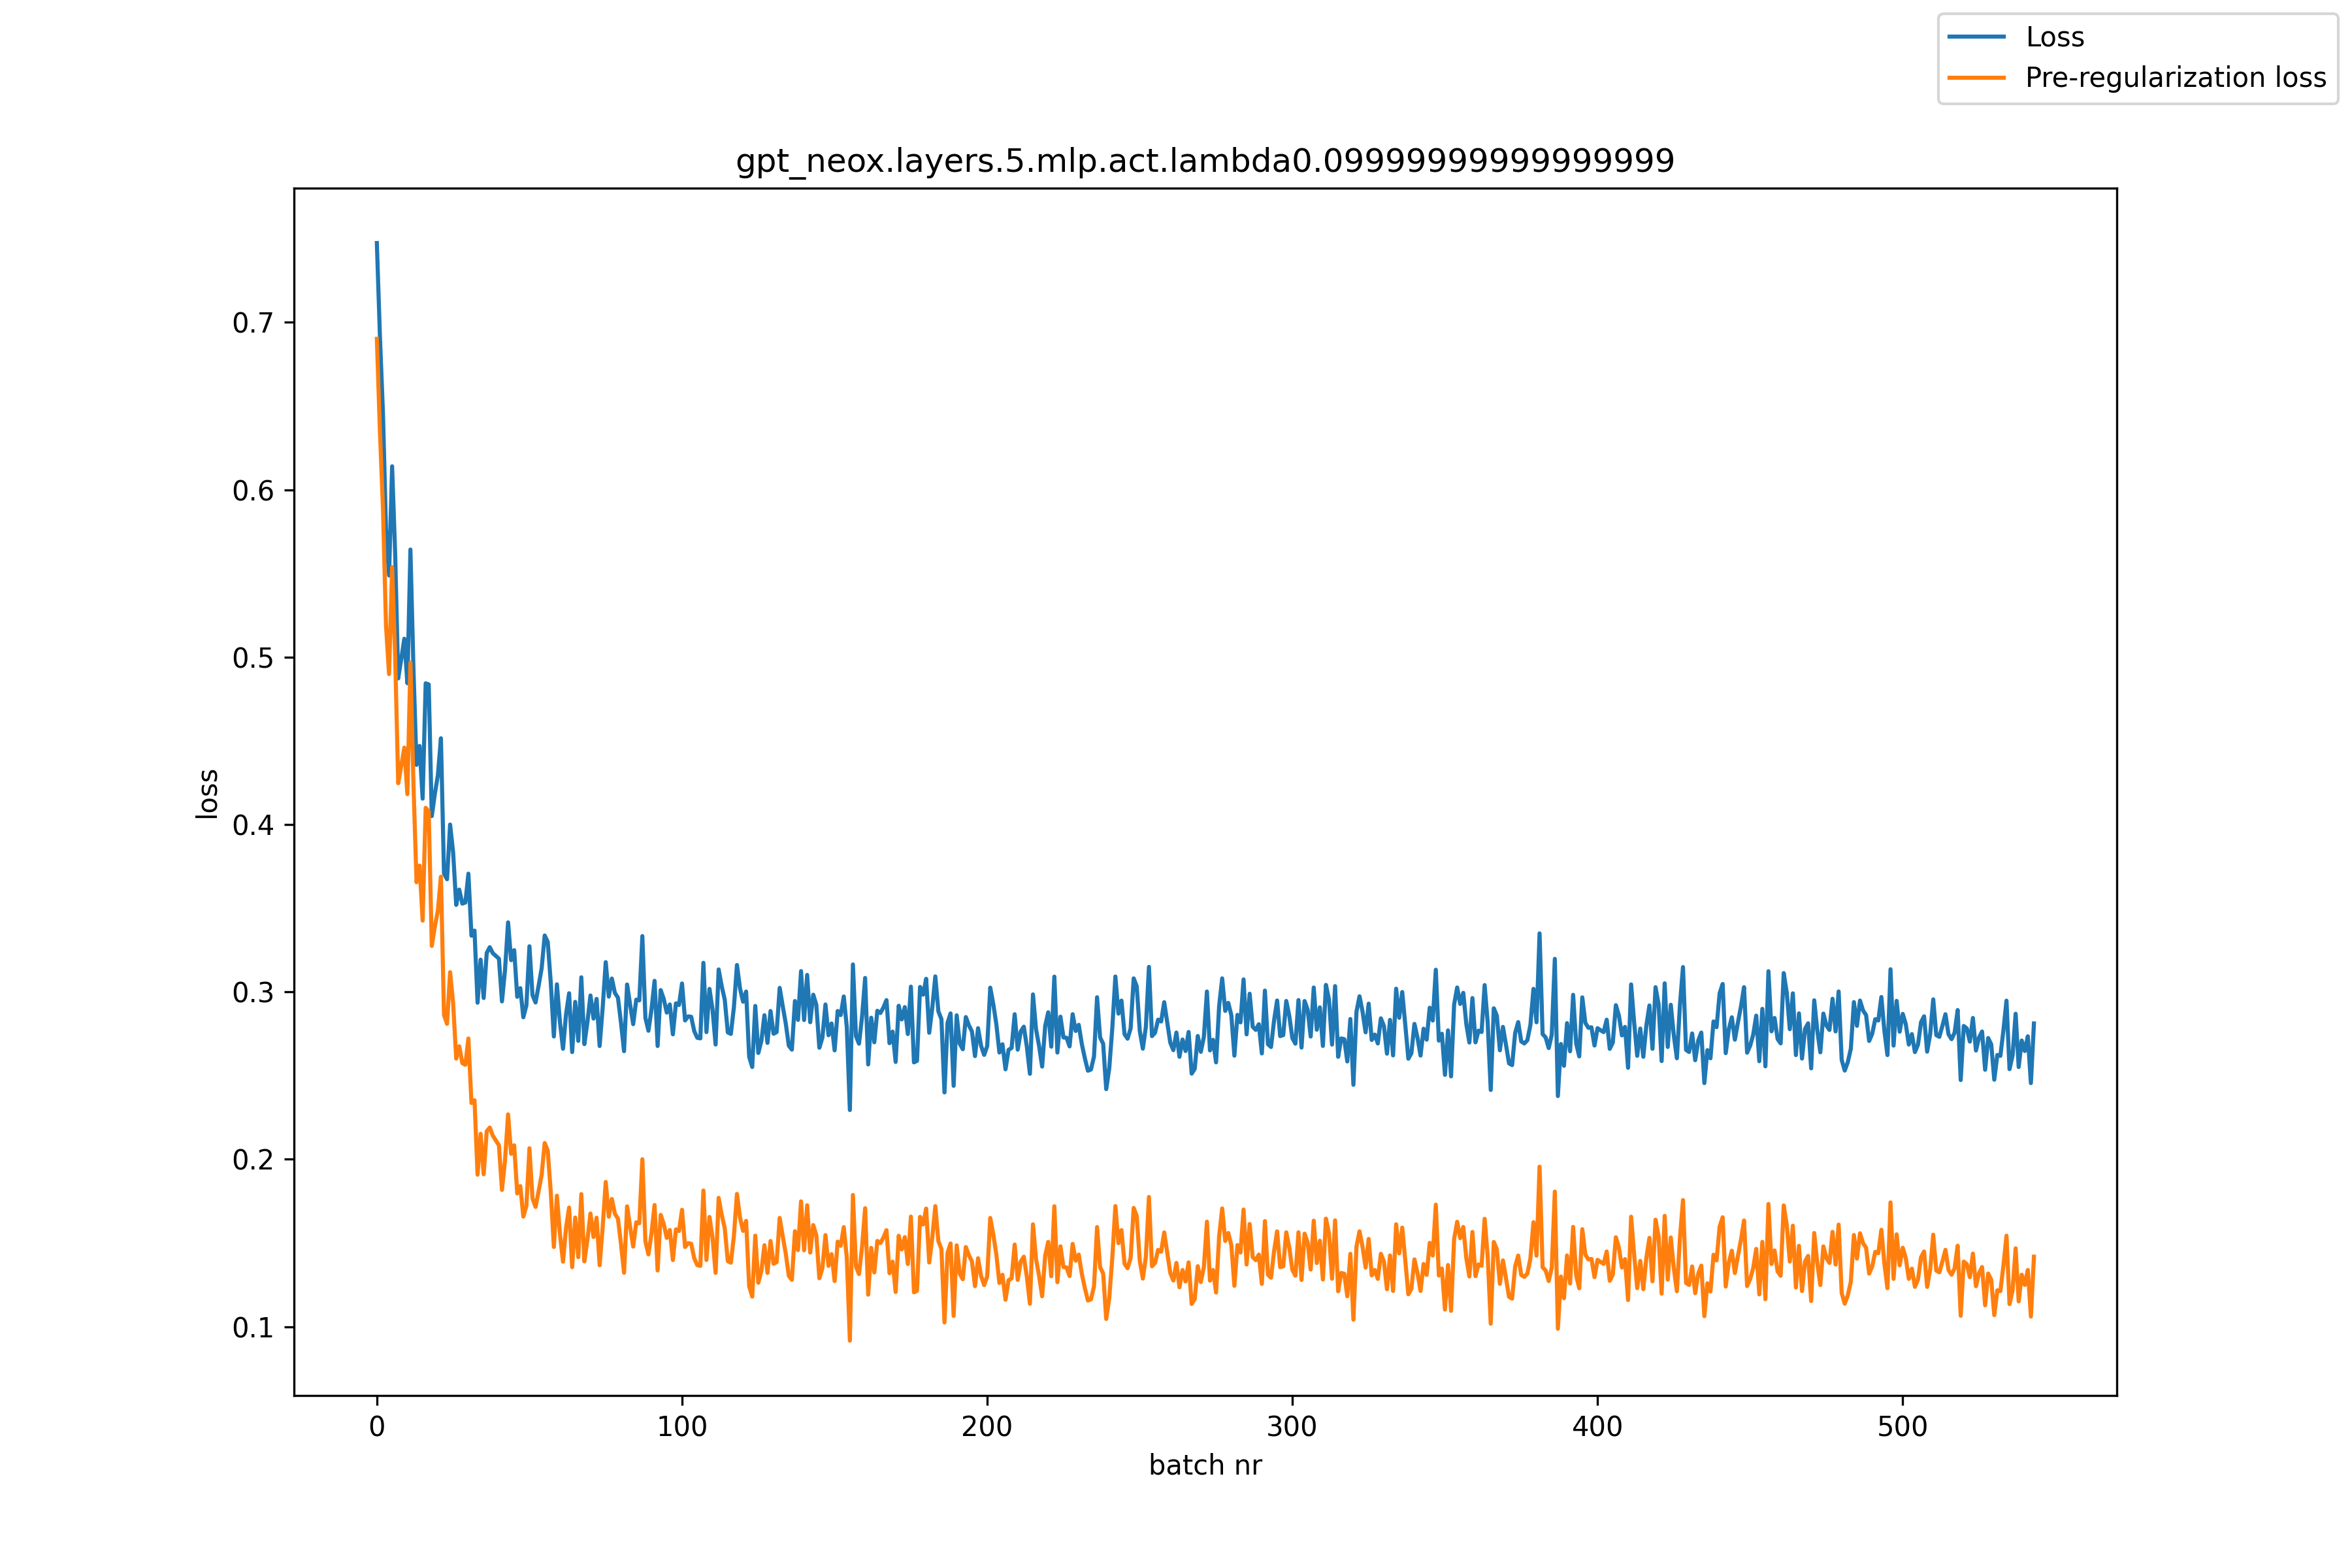 Loss
Pre-regularization loss
gpt_neox.layers.5.mlp.act.lambda0.09999999999999999
0.7
0.6
0.5
0.4
0.3
0.2
0.1
loss
0 100 200 300 400 500
batch nr